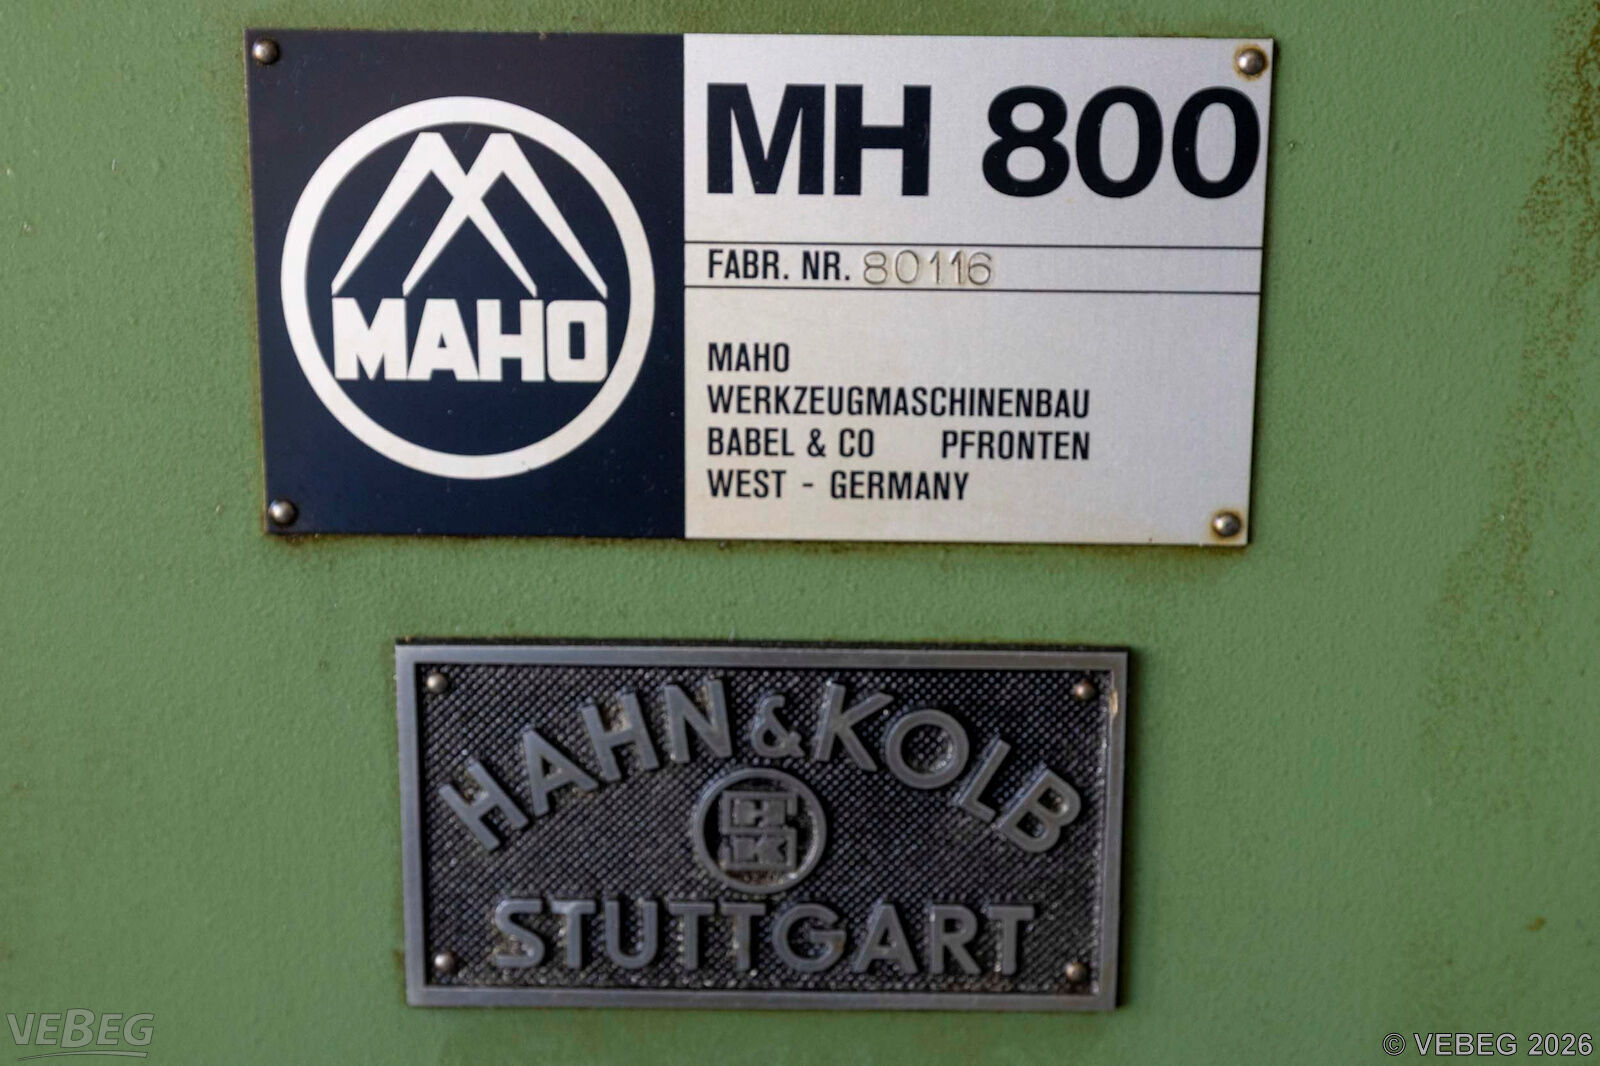 MAHO
MH 800
FABR. NR. 80116
MAHO
WERKZEUGMASCHINENBAU
BABEL & CO PFRONTEN
WEST - GERMANY
HAHN & KOLB
HK
STUTTGART
VEBEG
© VEBEG 2026